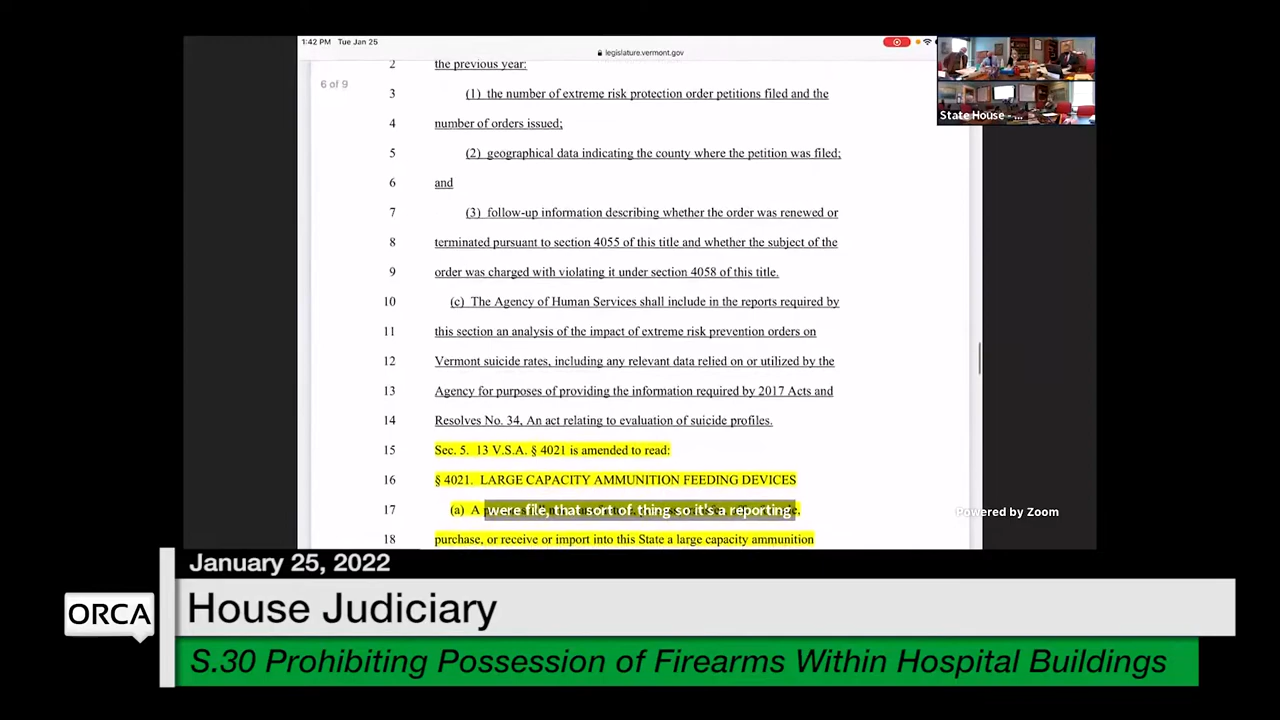 1:42 PM Tue Jan 25
legislature.vermont.gov
6 of 9
State House - ...
2 the previous year:
3 (1) the number of extreme risk protection order petitions filed and the
4 number of orders issued;
5 (2) geographical data indicating the county where the petition was filed;
6 and
7 (3) follow-up information describing whether the order was renewed or
8 terminated pursuant to section 4055 of this title and whether the subject of the
9 order was charged with violating it under section 4058 of this title.
10 (c) The Agency of Human Services shall include in the reports required by
11 this section an analysis of the impact of extreme risk prevention orders on
12 Vermont suicide rates, including any relevant data relied on or utilized by the
13 Agency for purposes of providing the information required by 2017 Acts and
14 Resolves No. 34, An act relating to evaluation of suicide profiles.
15 Sec. 5. 13 V.S.A. § 4021 is amended to read:
16 § 4021. LARGE CAPACITY AMMUNITION FEEDING DEVICES
17 (a) A
were file, that sort of thing so it's a reporting
Powered by Zoom
18 purchase, or receive or import into this State a large capacity ammunition
January 25, 2022
ORCA
House Judiciary
S.30 Prohibiting Possession of Firearms Within Hospital Buildings